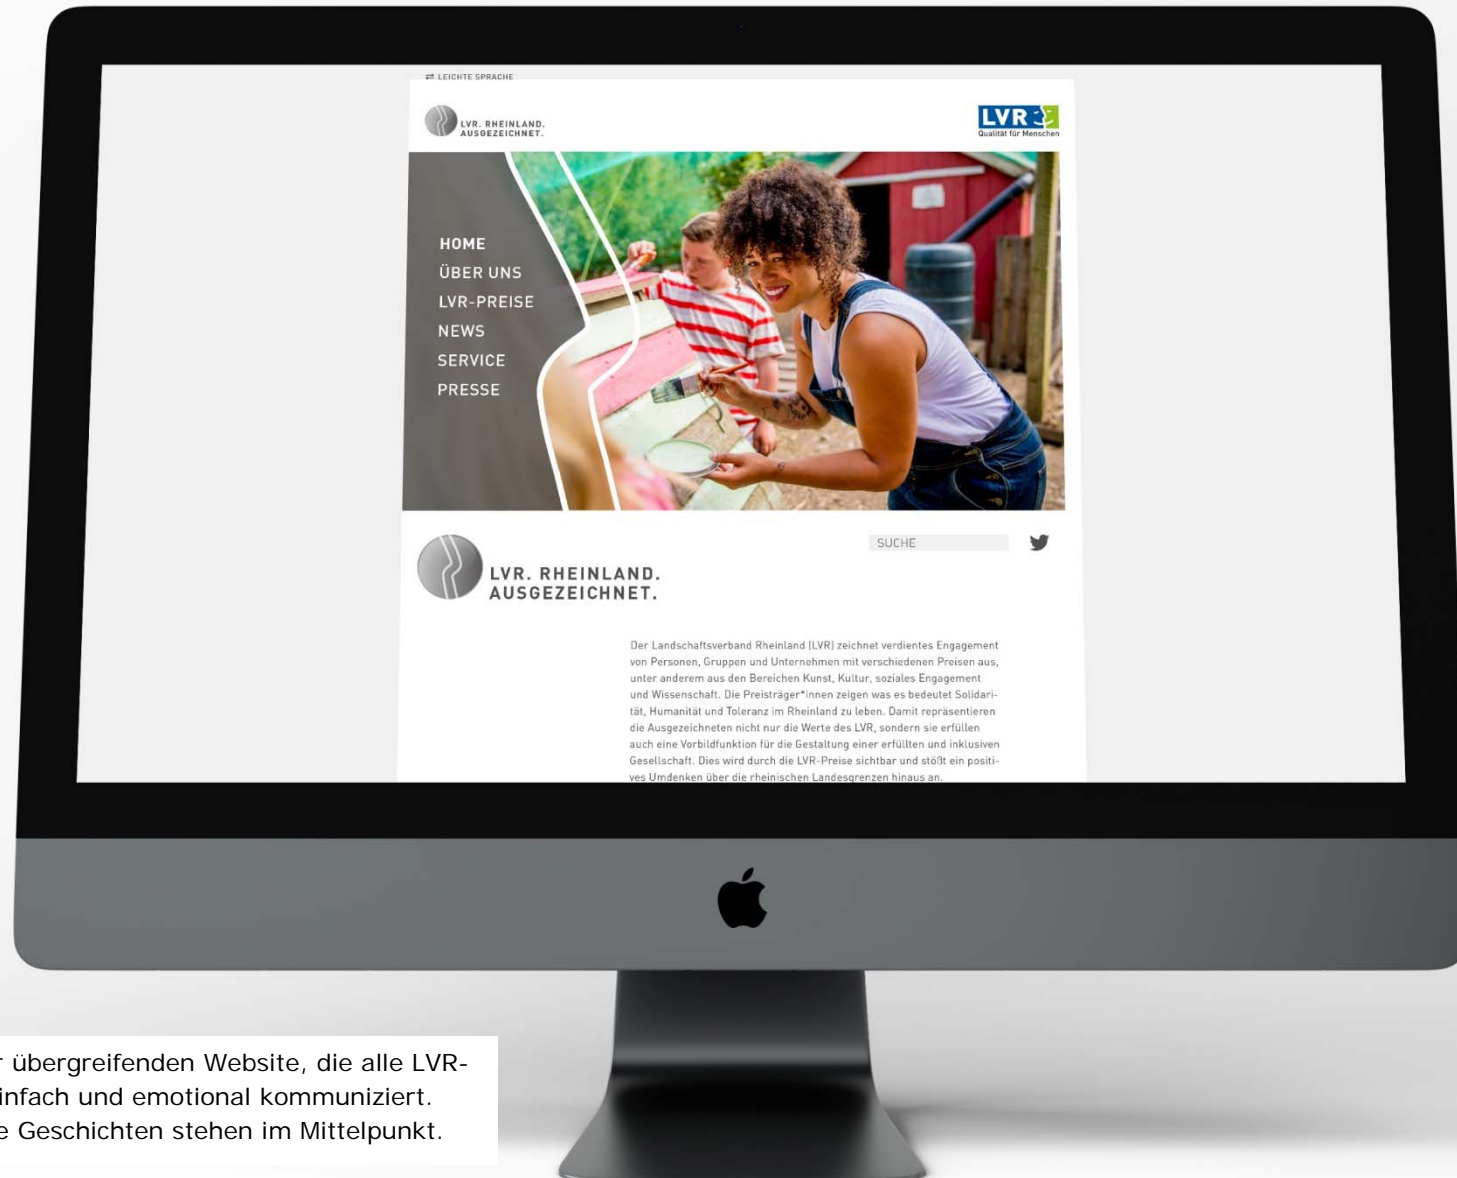 ⇄ LEICHTE SPRACHE
LVR. RHEINLAND.
AUSGEZEICHNET.
LVR
Qualität für Menschen
HOME
ÜBER UNS
LVR-PREISE
NEWS
SERVICE
PRESSE
SUCHE
LVR. RHEINLAND.
AUSGEZEICHNET.
Der Landschaftsverband Rheinland (LVR) zeichnet verdientes Engagement
von Personen, Gruppen und Unternehmen mit verschiedenen Preisen aus,
unter anderem aus den Bereichen Kunst, Kultur, soziales Engagement
und Wissenschaft. Die Preisträger*innen zeigen was es bedeutet Solidari-
tät, Humanität und Toleranz im Rheinland zu leben. Damit repräsentieren
die Ausgezeichneten nicht nur die Werte des LVR, sondern sie erfüllen
auch eine Vorbildfunktion für die Gestaltung einer erfüllten und inklusiven
Gesellschaft. Dies wird durch die LVR-Preise sichtbar und stößt ein positi-
ves Umdenken über die rheinischen Landesgrenzen hinaus an.
übergreifenden Website, die alle LVR-
infach und emotional kommuniziert.
Geschichten stehen im Mittelpunkt.